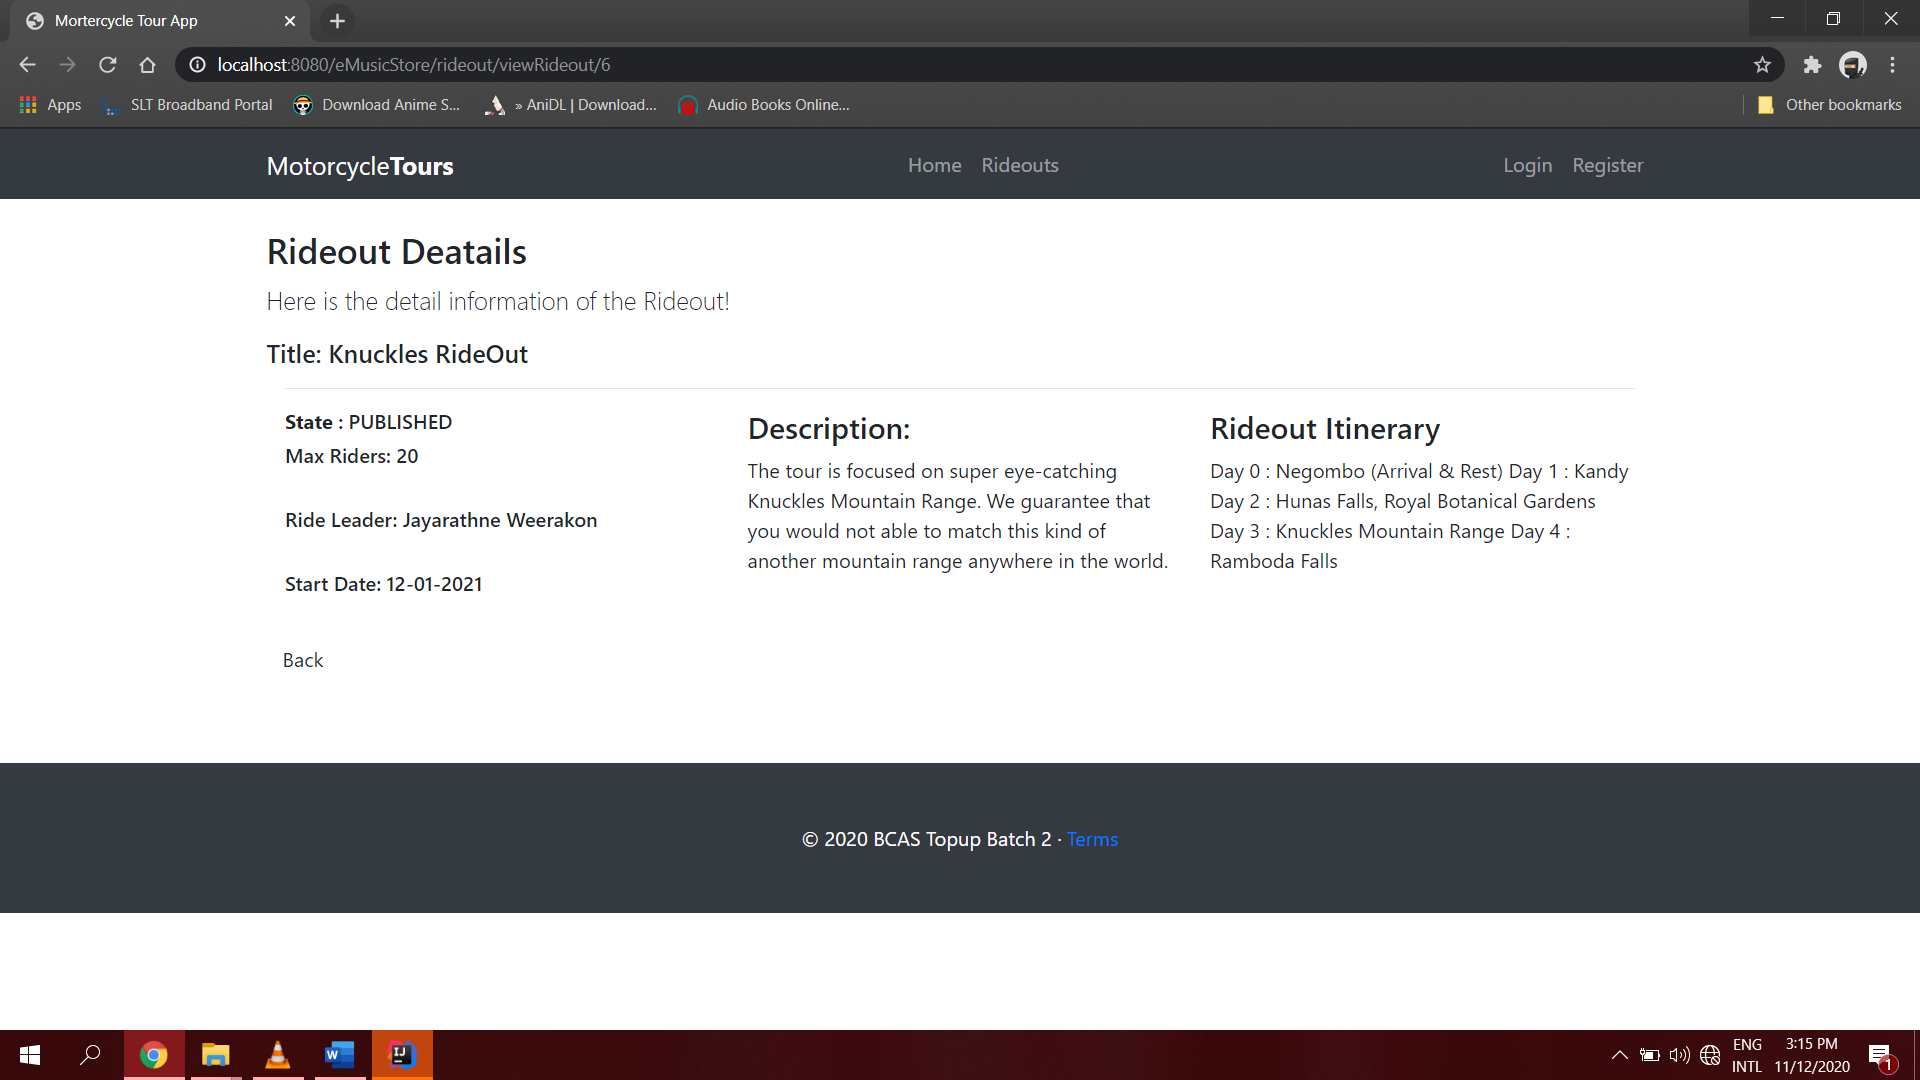 Mortercycle Tour App
localhost:8080/eMusicStore/rideout/viewRideout/6
Apps SLT Broadband Portal Download Anime S... » AniDL | Download... Audio Books Online... Other bookmarks
MotorcycleTours Home Rideouts Login Register
Rideout Deatails
Here is the detail information of the Rideout!
Title: Knuckles RideOut
State : PUBLISHED
Max Riders: 20
Ride Leader: Jayarathne Weerakon
Start Date: 12-01-2021
Description:
The tour is focused on super eye-catching
Knuckles Mountain Range. We guarantee that
you would not able to match this kind of
another mountain range anywhere in the world.
Rideout Itinerary
Day 0 : Negombo (Arrival & Rest) Day 1 : Kandy
Day 2 : Hunas Falls, Royal Botanical Gardens
Day 3 : Knuckles Mountain Range Day 4 :
Ramboda Falls
Back
© 2020 BCAS Topup Batch 2 · Terms
W
IJ
ENG
INTL
3:15 PM
11/12/2020
1